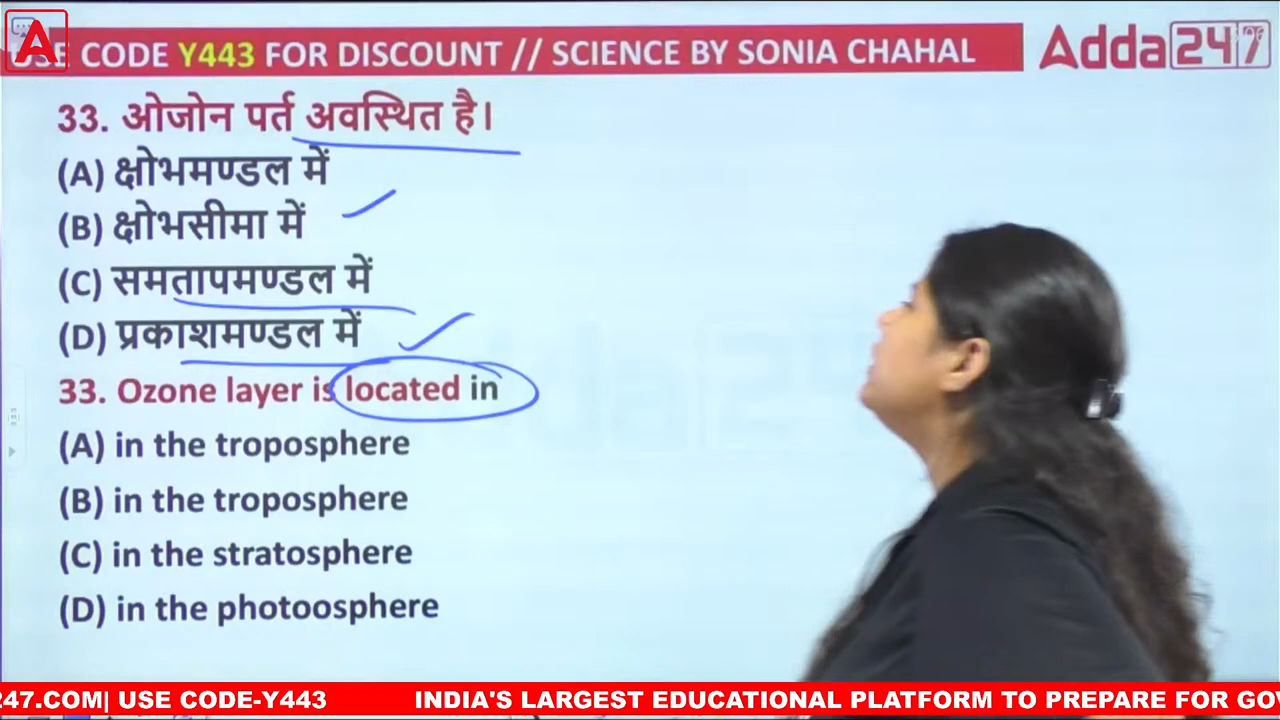 USE CODE Y443 FOR DISCOUNT // SCIENCE BY SONIA CHAHAL
Adda247
33. ओजोन पर्त अवस्थित है।
(A) क्षोभमण्डल में
(B) क्षोभसीमा में
(C) समतापमण्डल में
(D) प्रकाशमण्डल में
33. Ozone layer is located in
(A) in the troposphere
(B) in the troposphere
(C) in the stratosphere
(D) in the photoosphere
247.COM| USE CODE-Y443 INDIA'S LARGEST EDUCATIONAL PLATFORM TO PREPARE FOR GO